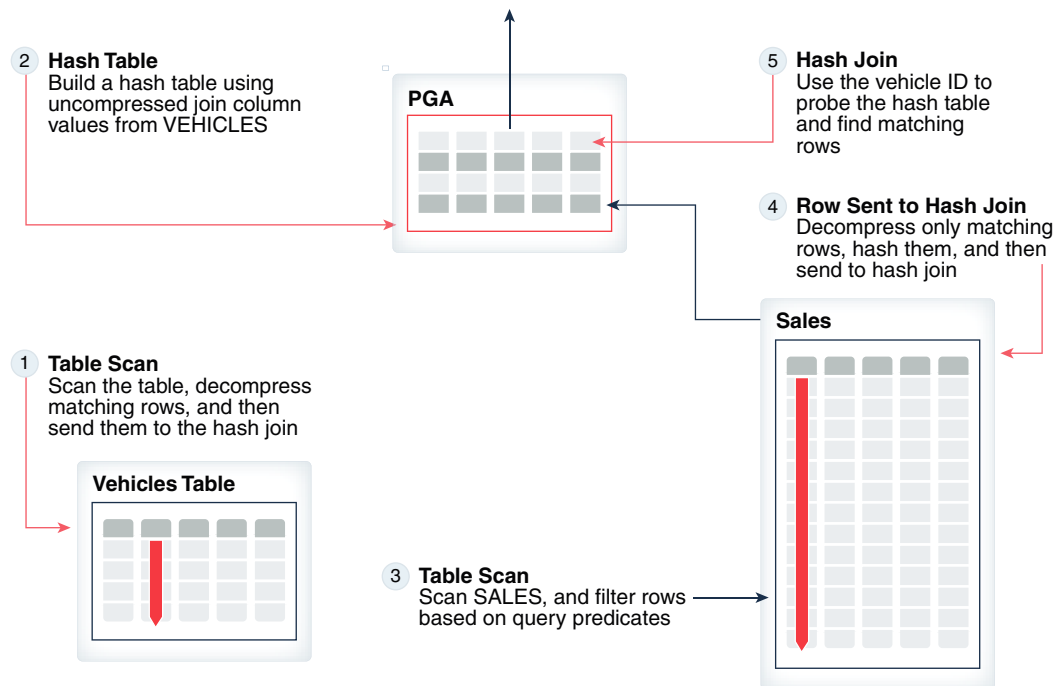 2 Hash Table
Build a hash table using
uncompressed join column
values from VEHICLES
PGA
5 Hash Join
Use the vehicle ID to
probe the hash table
and find matching
rows
4 Row Sent to Hash Join
Decompress only matching
rows, hash them, and then
send to hash join
Sales
1 Table Scan
Scan the table, decompress
matching rows, and then
send them to the hash join
Vehicles Table
3 Table Scan
Scan SALES, and filter rows
based on query predicates